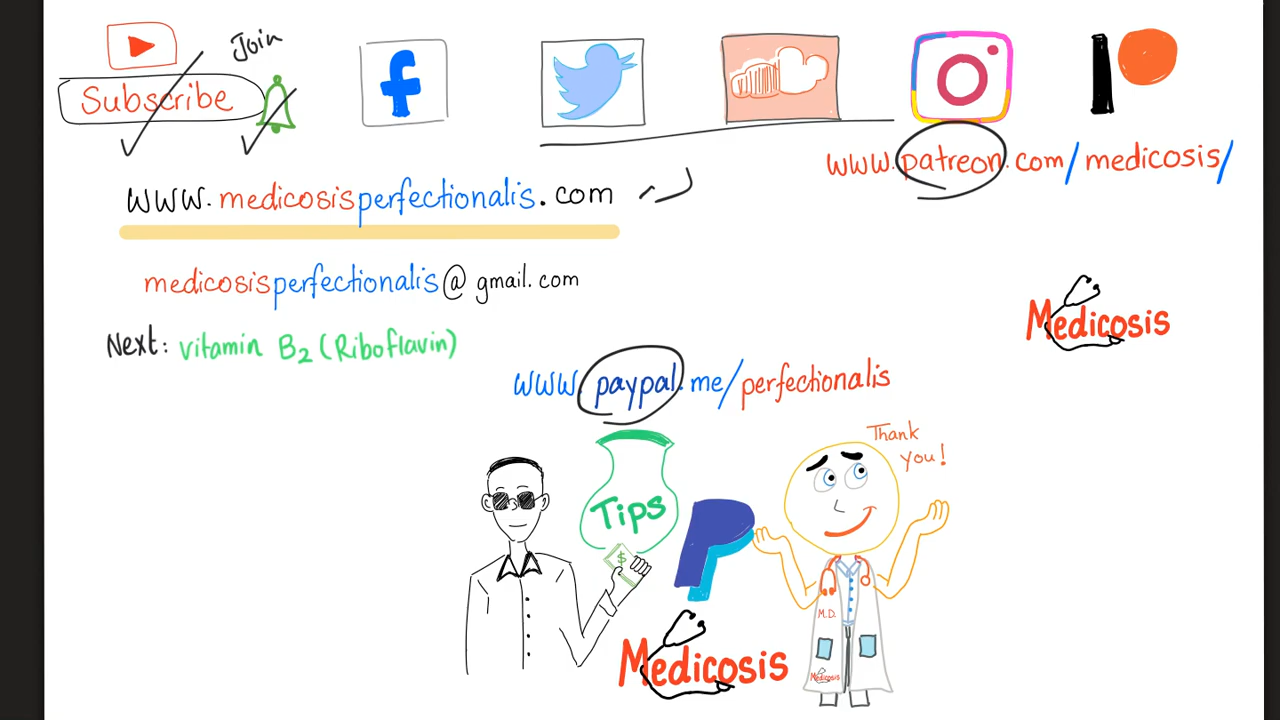 Join
Subscribe
www.patreon.com/medicosis/
www.medicosisperfectionalis.com
medicosisperfectionalis@gmail.com
Medicosis
Next: vitamin B2 (Riboflavin)
www.paypal.me/perfectionalis
Thank
you!
Tips
$
M.D.
Medicosis
Medicosis